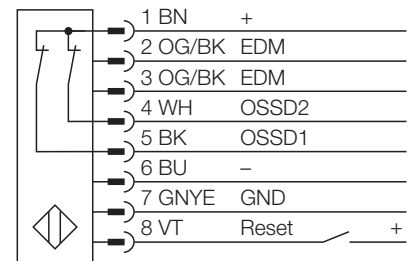 1 BN +
2 OG/BK EDM
3 OG/BK EDM
4 WH OSSD2
5 BK OSSD1
6 BU –
7 GNYE GND
8 VT Reset +